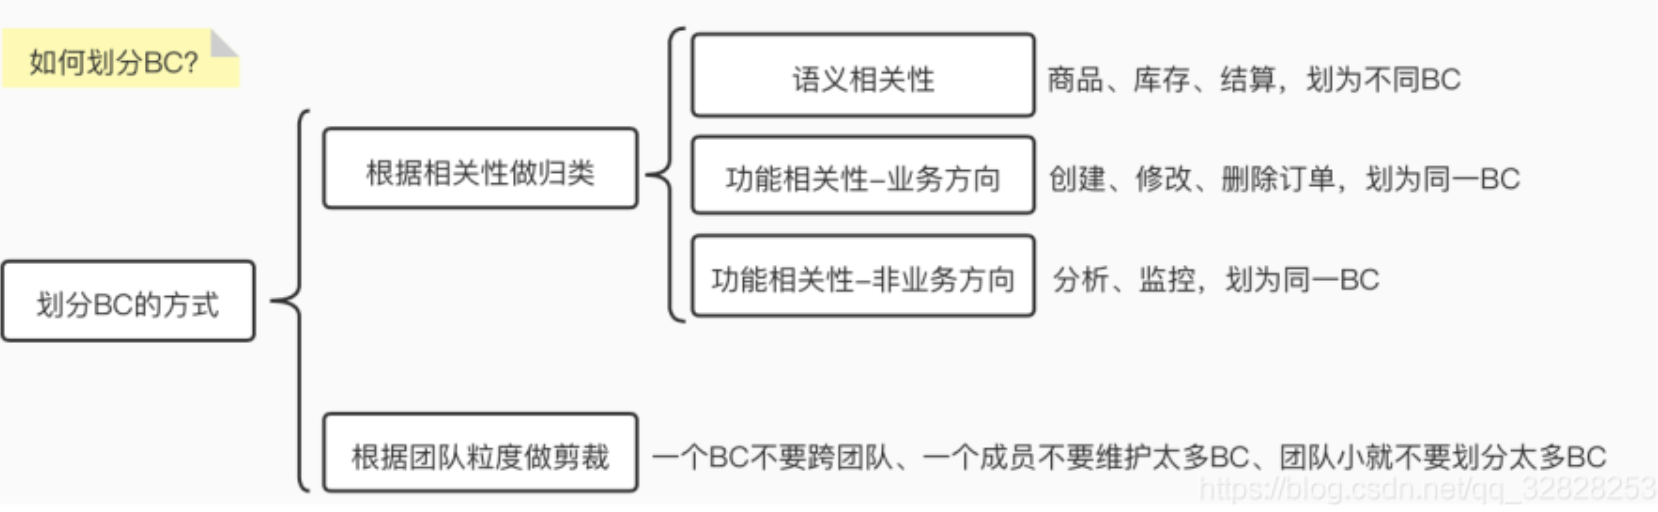 如何划分BC?
语义相关性 商品、库存、结算，划为不同BC
根据相关性做归类
功能相关性-业务方向 创建、修改、删除订单，划为同一BC
功能相关性-非业务方向 分析、监控，划为同一BC
划分BC的方式
根据团队粒度做剪裁 一个BC不要跨团队、一个成员不要维护太多BC、团队小就不要划分太多BC
https://blog.csdn.net/qq_32828253